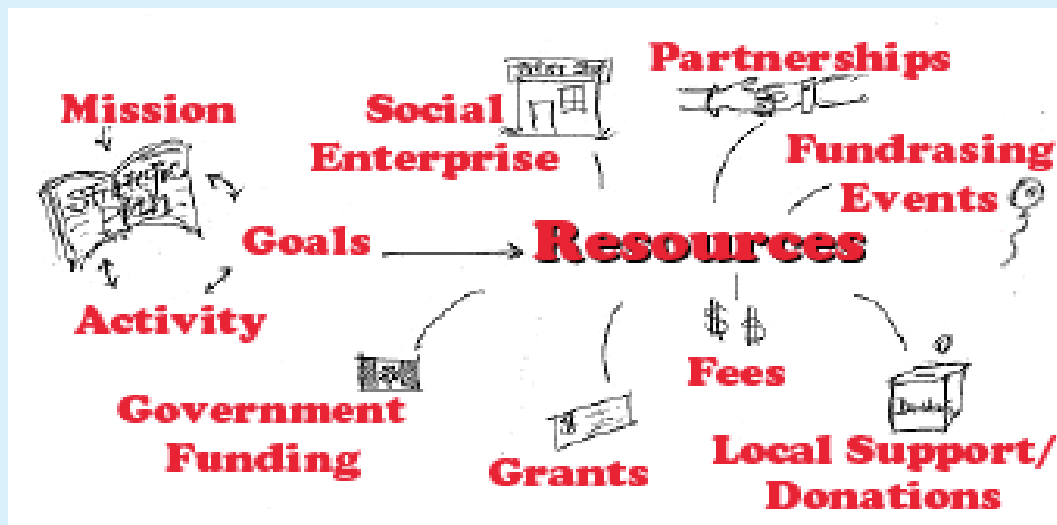 Partnerships
Mission
Social
Enterprise
Fundrasing
Events
Goals
Resources
Activity
$ $
Fees
Government
Funding
Grants
Local Support/
Donations